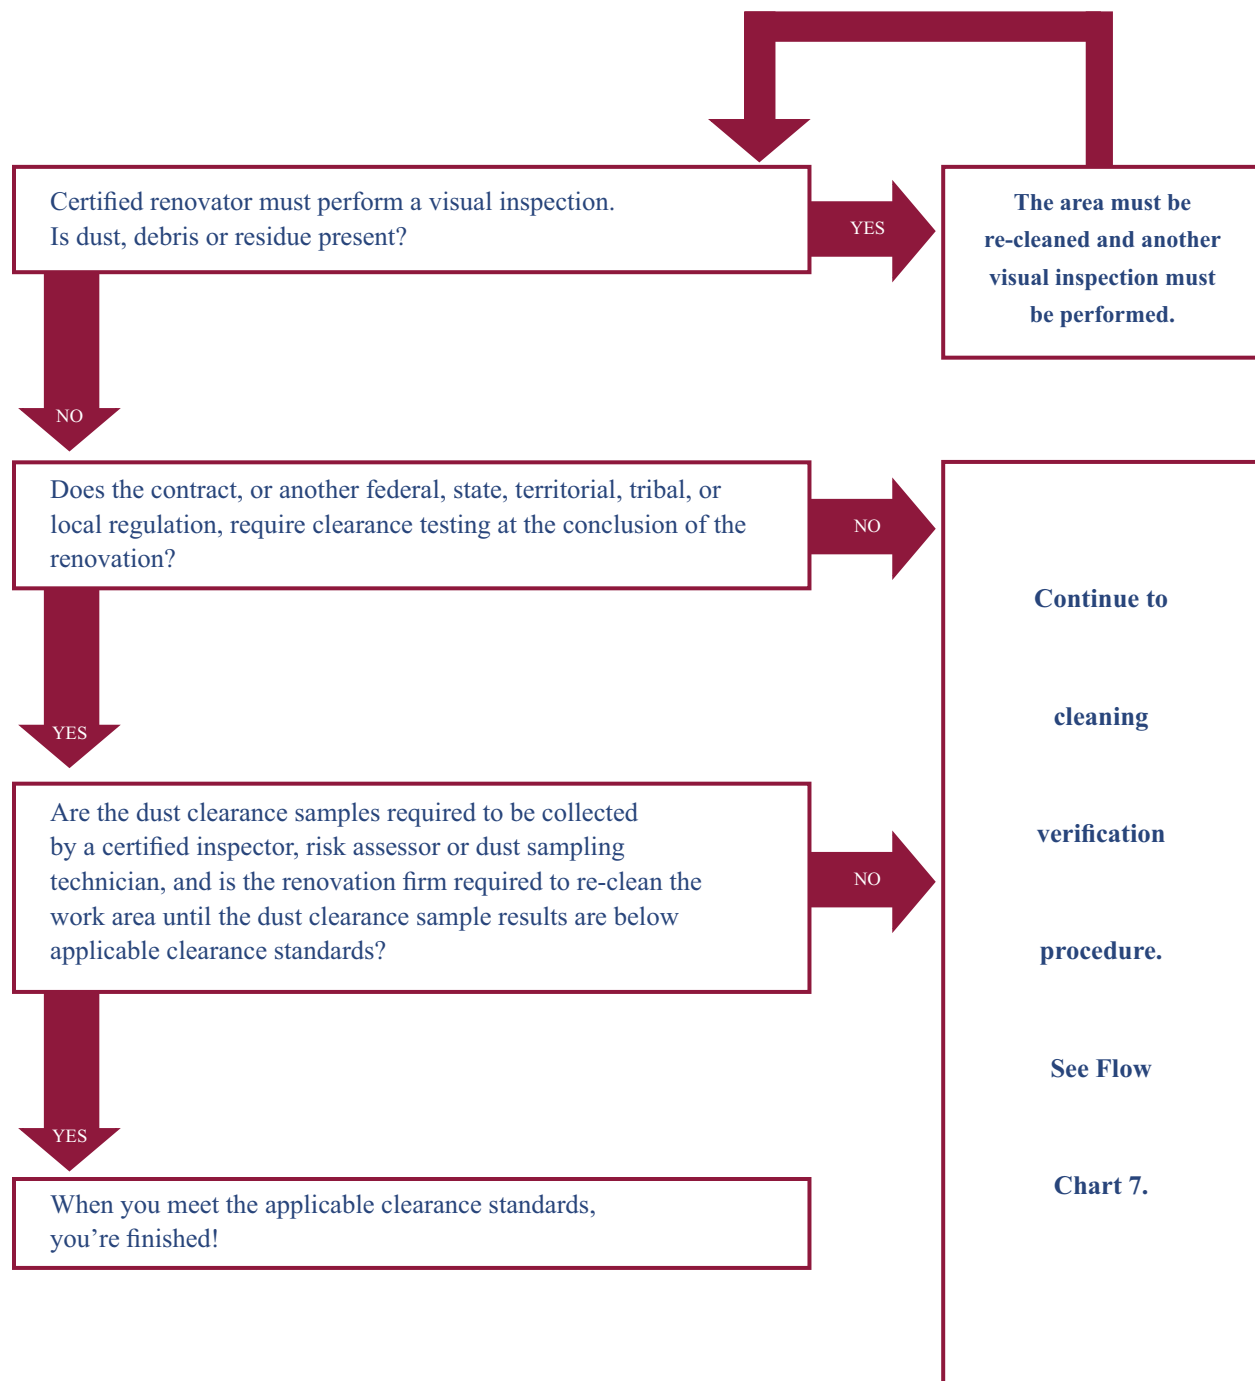 Certified renovator must perform a visual inspection.
Is dust, debris or residue present?
YES
The area must be
re-cleaned and another
visual inspection must
be performed.
NO
Does the contract, or another federal, state, territorial, tribal, or
local regulation, require clearance testing at the conclusion of the
renovation?
NO
Continue to
cleaning
verification
procedure.
See Flow
Chart 7.
YES
Are the dust clearance samples required to be collected
by a certified inspector, risk assessor or dust sampling
technician, and is the renovation firm required to re-clean the
work area until the dust clearance sample results are below
applicable clearance standards?
NO
YES
When you meet the applicable clearance standards,
you’re finished!